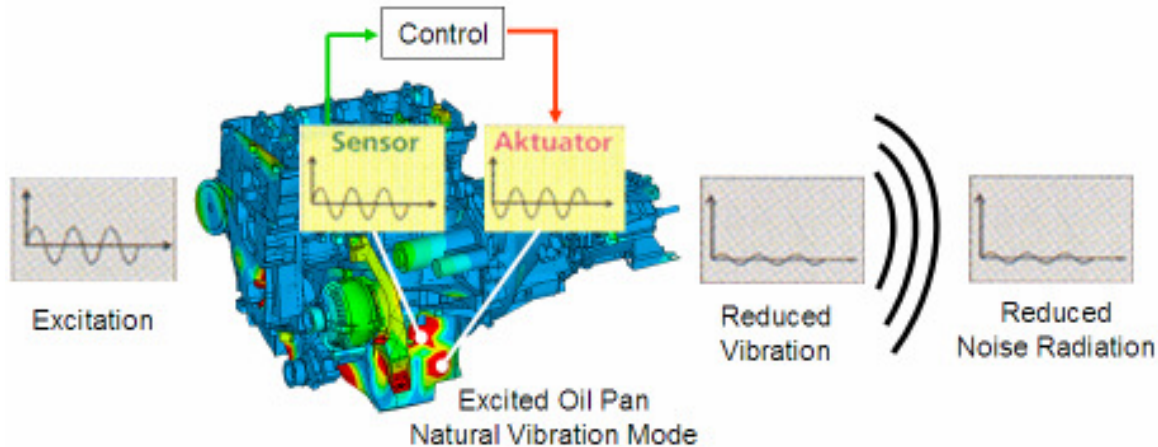 Control
Sensor
Aktuator
Excitation
Reduced
Vibration
Reduced
Noise Radiation
Excited Oil Pan
Natural Vibration Mode